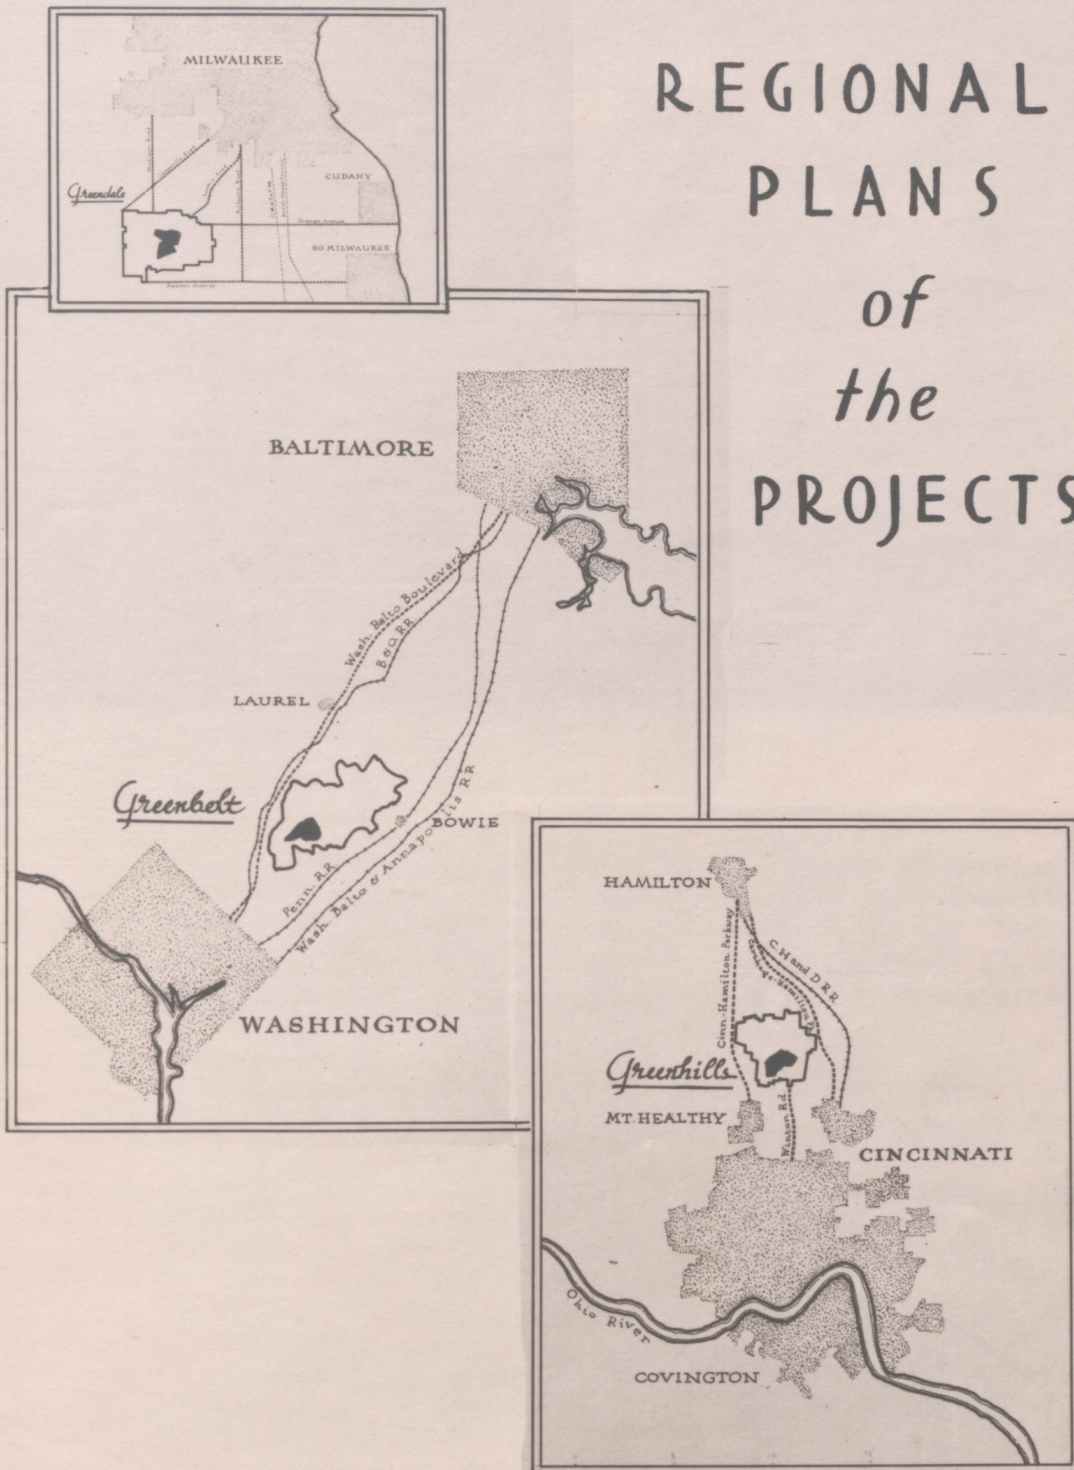 REGIONAL
PLANS
of
the
PROJECTS
MILWAUKEE
Greendale
CUDAHY
Grange Avenue
SO MILWAUKEE
BALTIMORE
Wash. Balto Boulevard
B & O. RR
LAUREL
Greenbelt
BOWIE
Penn. RR
Wash. Balto & Annapolis RR
WASHINGTON
HAMILTON
Cinn.-Hamilton Parkway
C. H and D RR
Greenhills
MT. HEALTHY
Winton Rd.
CINCINNATI
Ohio River
COVINGTON